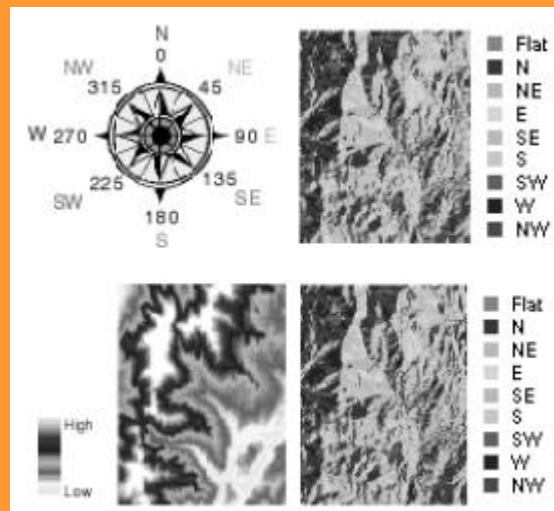 N
0
NW NE
315 45
W 270 90 E
225 135
SW SE
180
S
Flat
N
NE
E
SE
S
SW
W
NW
High
Low
Flat
N
NE
E
SE
S
SW
W
NW